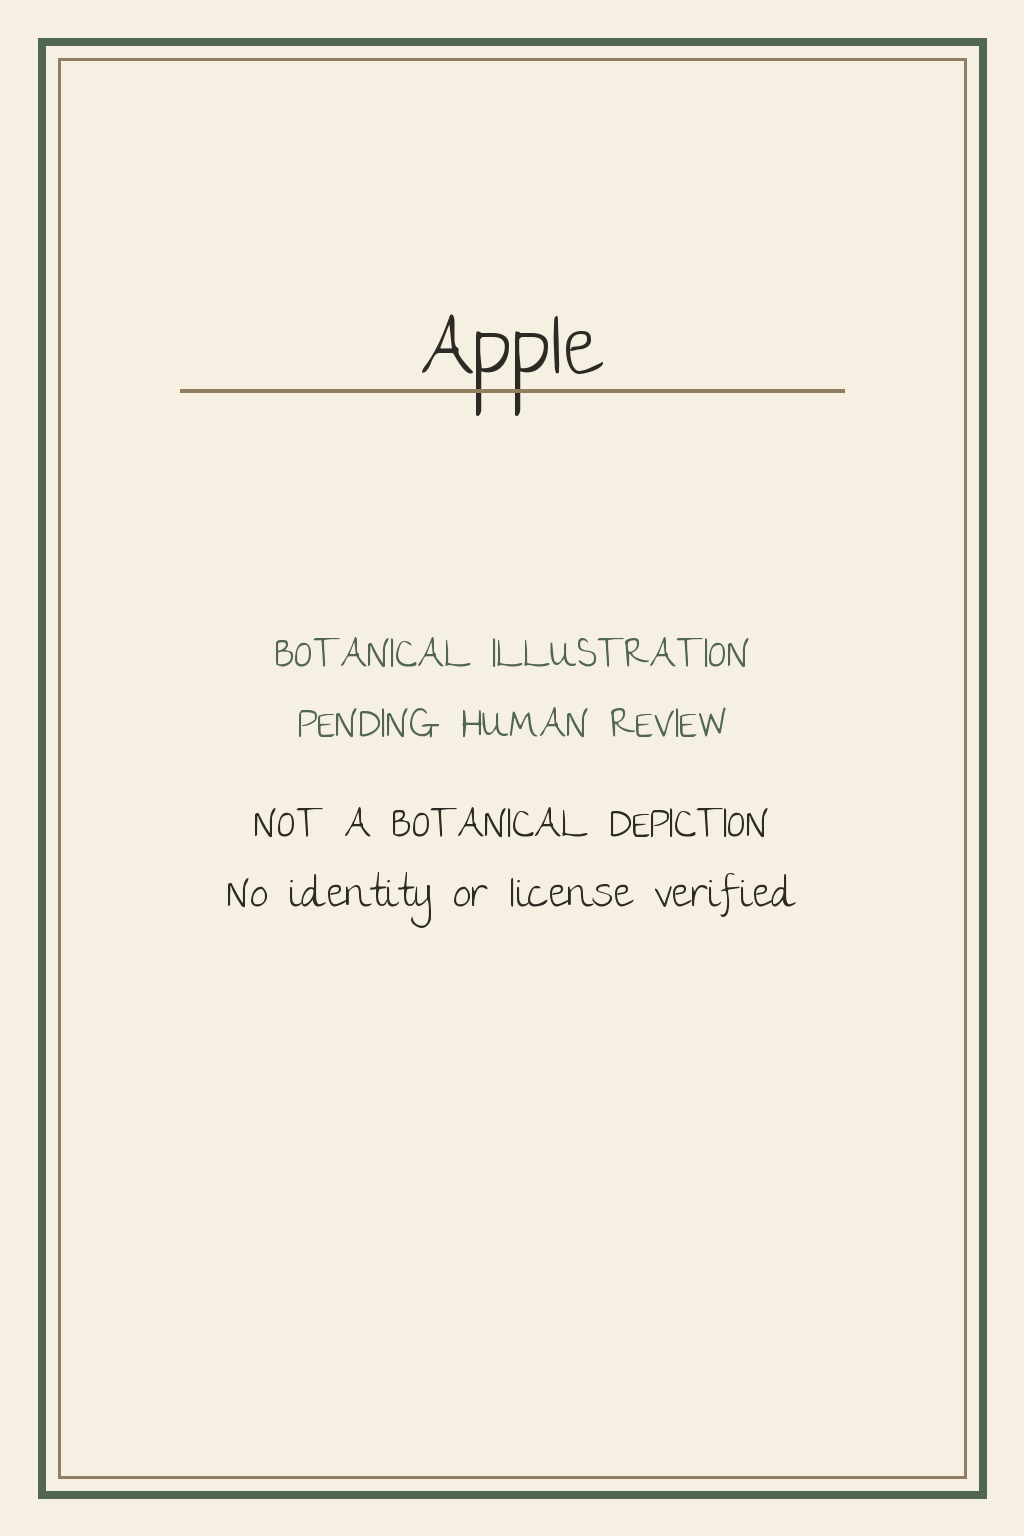 Apple
BOTANICAL ILLUSTRATION
PENDING HUMAN REVIEW
NOT A BOTANICAL DEPICTION
No identity or license verified